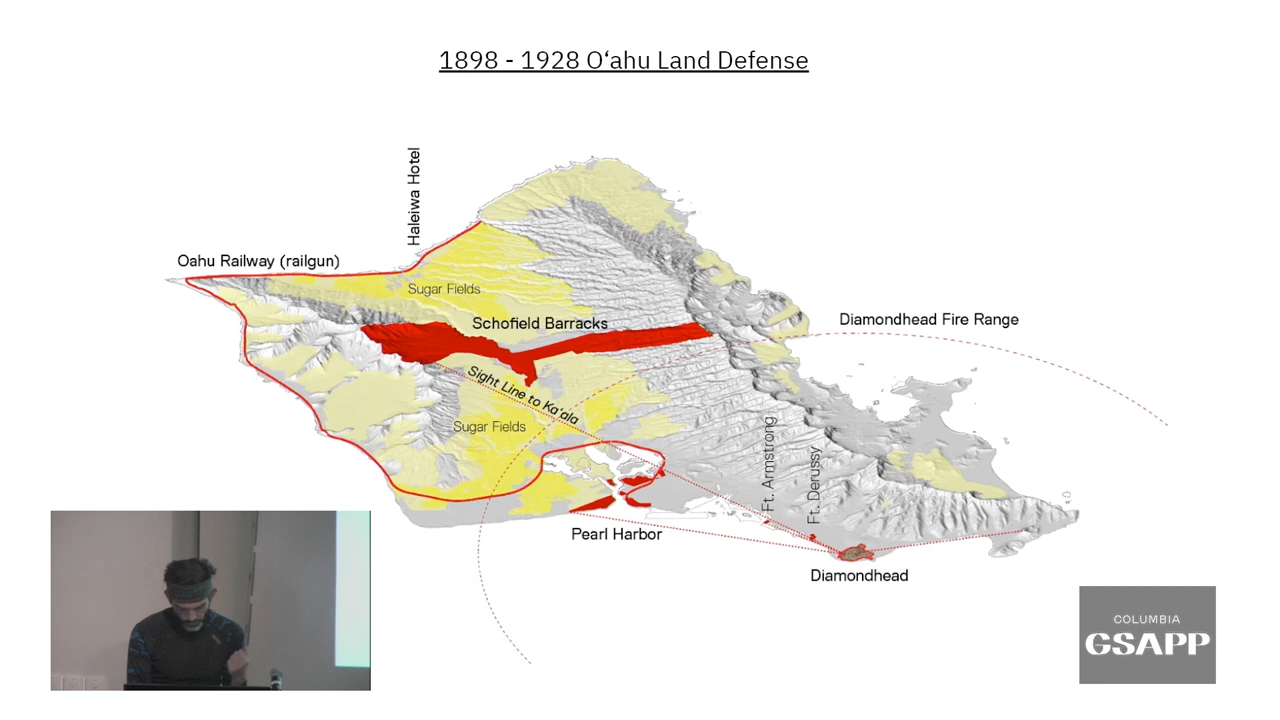 1898 - 1928 Oʻahu Land Defense
Haleiwa Hotel
Oahu Railway (railgun)
Sugar Fields
Schofield Barracks
Diamondhead Fire Range
Sight Line to Ka'ala
Sugar Fields
Ft. Armstrong
Ft. Derussy
Pearl Harbor
Diamondhead
COLUMBIA
GSAPP